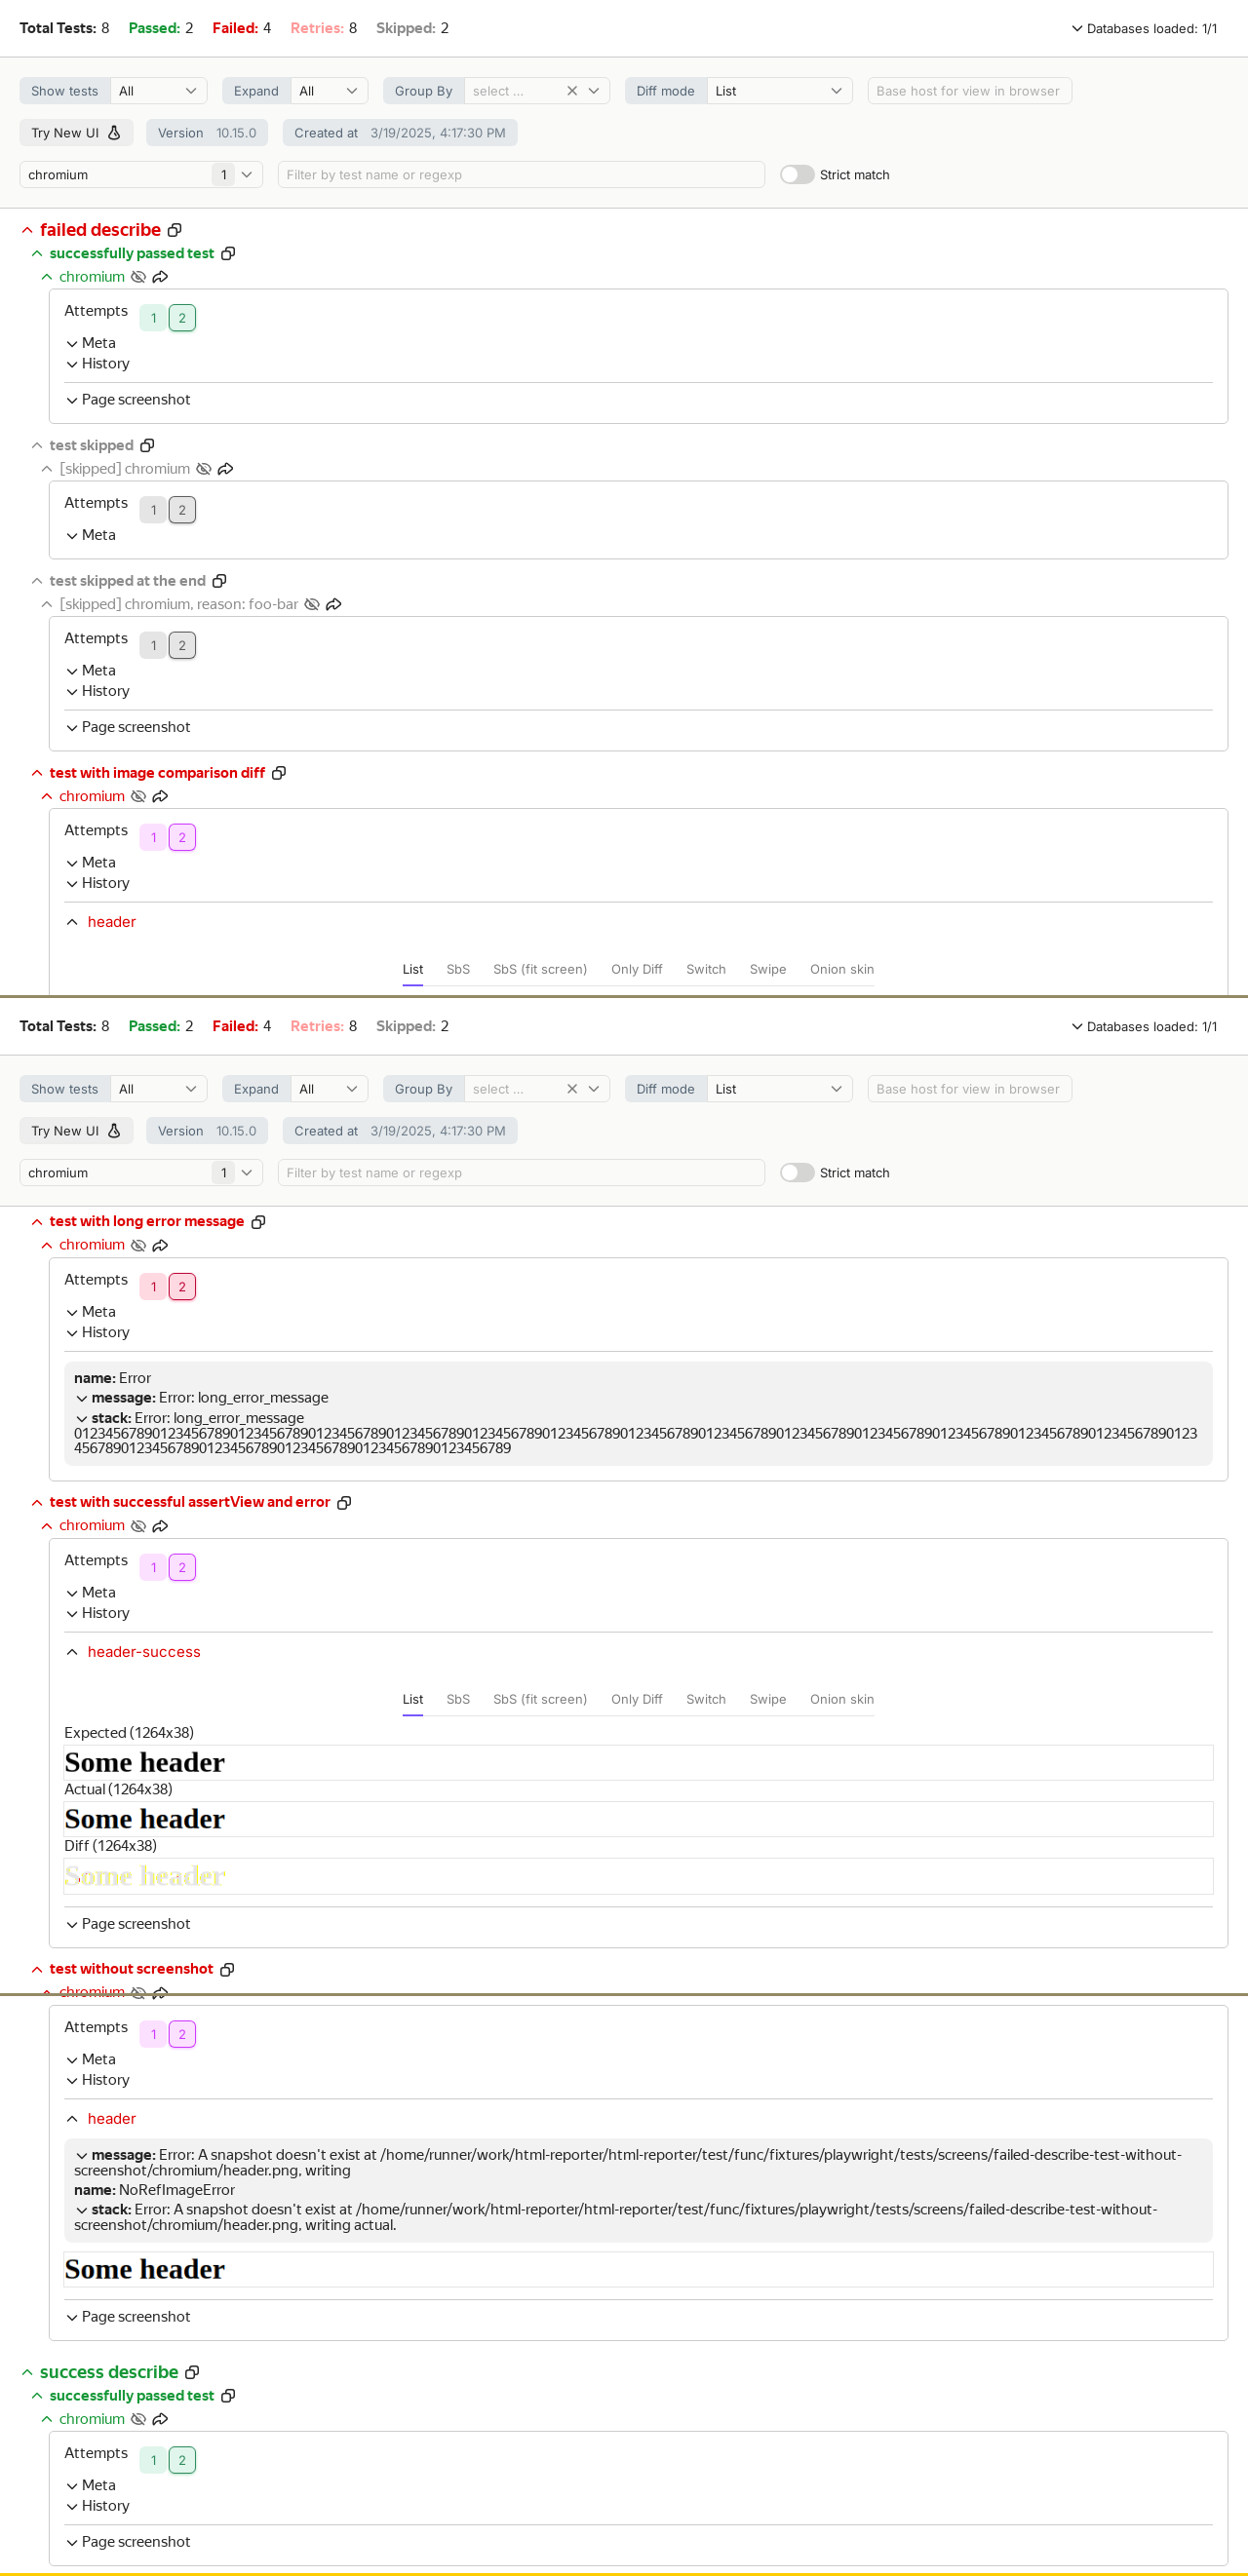 Total Tests: 8 Passed: 2 Failed: 4 Retries: 8 Skipped: 2 Databases loaded: 1/1
Show tests All Expand All Group By select ... Diff mode List Base host for view in browser
Try New UI Version 10.15.0 Created at 3/19/2025, 4:17:30 PM
chromium 1 Filter by test name or regexp Strict match
failed describe
successfully passed test
chromium
Attempts 1 2
Meta
History
Page screenshot
test skipped
[skipped] chromium
Attempts 1 2
Meta
test skipped at the end
[skipped] chromium, reason: foo-bar
Attempts 1 2
Meta
History
Page screenshot
test with image comparison diff
chromium
Attempts 1 2
Meta
History
header
List SbS SbS (fit screen) Only Diff Switch Swipe Onion skin
Total Tests: 8 Passed: 2 Failed: 4 Retries: 8 Skipped: 2 Databases loaded: 1/1
Show tests All Expand All Group By select ... Diff mode List Base host for view in browser
Try New UI Version 10.15.0 Created at 3/19/2025, 4:17:30 PM
chromium 1 Filter by test name or regexp Strict match
test with long error message
chromium
Attempts 1 2
Meta
History
name: Error
message: Error: long_error_message
stack: Error: long_error_message
012345678901234567890123456789012345678901234567890123456789012345678901234567890123456789012345678901234567890123456789012345678901234567890123
45678901234567890123456789012345678901234567890123456789
test with successful assertView and error
chromium
Attempts 1 2
Meta
History
header-success
List SbS SbS (fit screen) Only Diff Switch Swipe Onion skin
Expected (1264x38)
Some header
Actual (1264x38)
Some header
Diff (1264x38)
Some header
Page screenshot
test without screenshot
chromium
Attempts 1 2
Meta
History
header
message: Error: A snapshot doesn't exist at /home/runner/work/html-reporter/html-reporter/test/func/fixtures/playwright/tests/screens/failed-describe-test-without-
screenshot/chromium/header.png, writing
name: NoRefImageError
stack: Error: A snapshot doesn't exist at /home/runner/work/html-reporter/html-reporter/test/func/fixtures/playwright/tests/screens/failed-describe-test-without-
screenshot/chromium/header.png, writing actual.
Some header
Page screenshot
success describe
successfully passed test
chromium
Attempts 1 2
Meta
History
Page screenshot